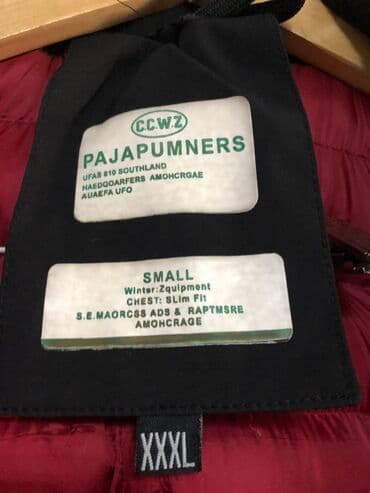 C.C.W.Z
PAJAPUMNERS
UFAS 810 SOUTHLAND
HAEDQOARFERS AMOHCRGAE
AUAEFA UFO
SMALL
Winter:Zquipment
CHEST: SLim Fit
S.E.MAORCSS ADS & RAPTMSRE
AMOHCRAGE
XXXL